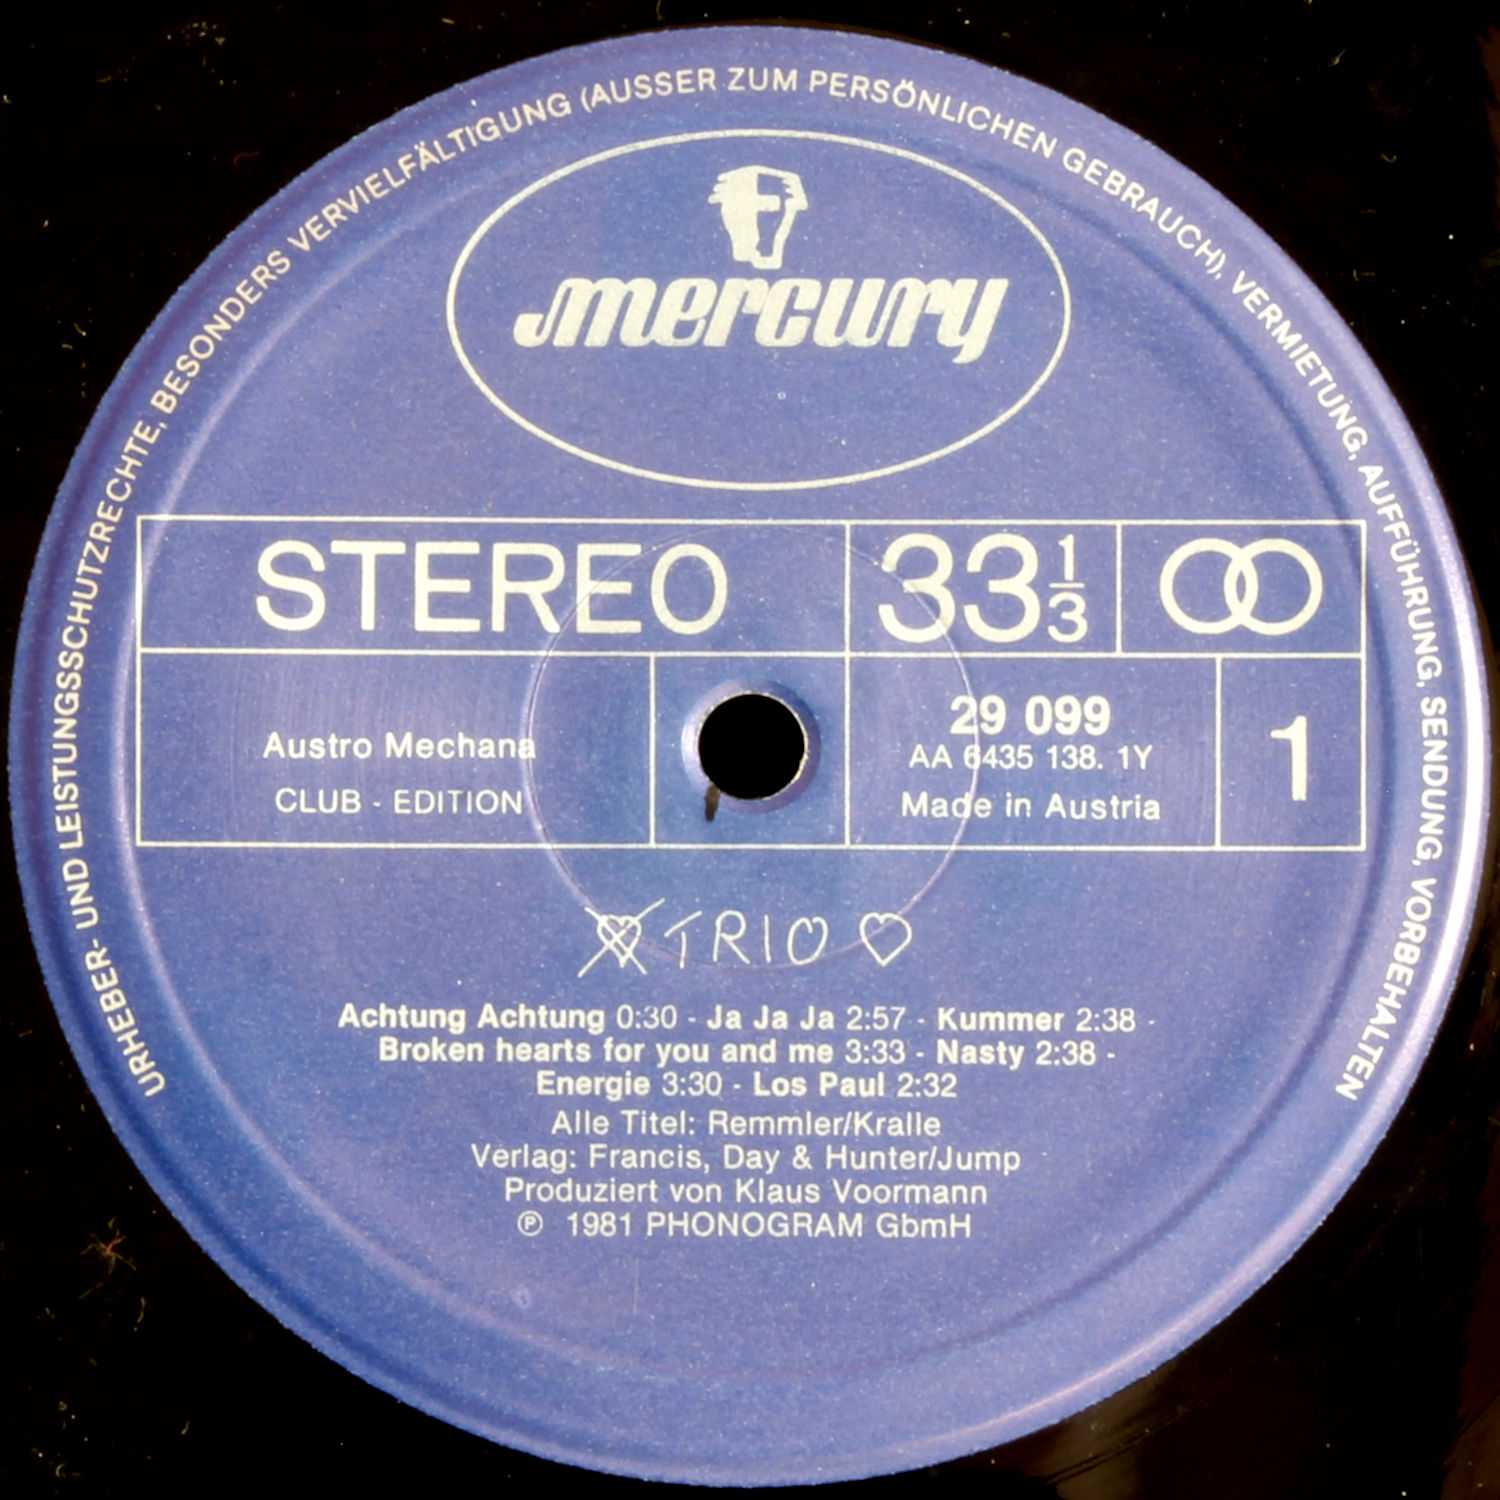 URHEBER- UND LEISTUNGSSCHUTZRECHTE, BESONDERS VERVIELFÄLTIGUNG (AUSSER ZUM PERSÖNLICHEN GEBRAUCH), VERMIETUNG, AUFFÜHRUNG, SENDUNG, VORBEHALTEN
mercury
STEREO 33 1/3
Austro Mechana
CLUB - EDITION
29 099
AA 6435 138. 1Y
Made in Austria
1
TRIO
Achtung Achtung 0:30 - Ja Ja Ja 2:57 - Kummer 2:38 -
Broken hearts for you and me 3:33 - Nasty 2:38 -
Energie 3:30 - Los Paul 2:32
Alle Titel: Remmler/Kralle
Verlag: Francis, Day & Hunter/Jump
Produziert von Klaus Voormann
℗ 1981 PHONOGRAM GbmH